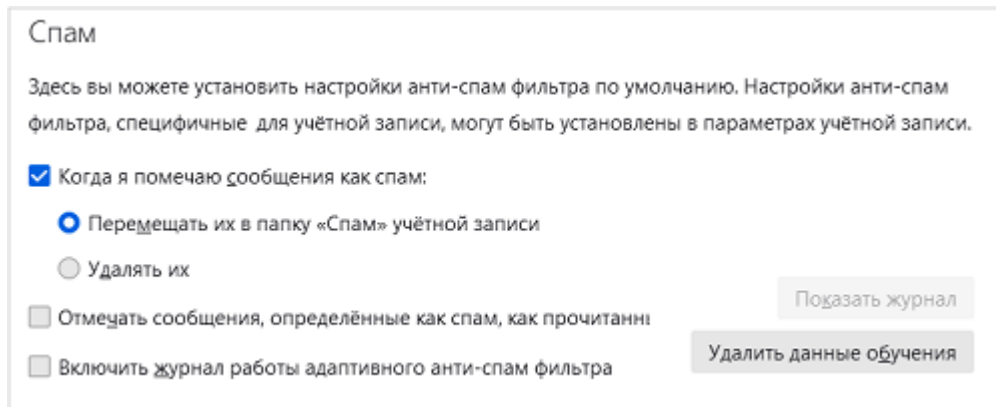 Спам
Здесь вы можете установить настройки анти-спам фильтра по умолчанию. Настройки анти-спам
фильтра, специфичные для учётной записи, могут быть установлены в параметрах учётной записи.
Когда я помечаю сообщения как спам:
Перемещать их в папку «Спам» учётной записи
Удалять их
Показать журнал
Отмечать сообщения, определённые как спам, как прочитанн
Удалить данные обучения
Включить журнал работы адаптивного анти-спам фильтра